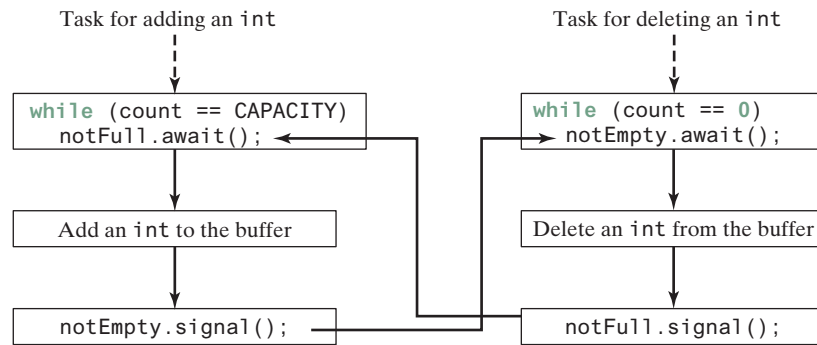 Task for adding an int
while (count == CAPACITY)
notFull.await();
Add an int to the buffer
notEmpty.signal();
Task for deleting an int
while (count == 0)
notEmpty.await();
Delete an int from the buffer
notFull.signal();